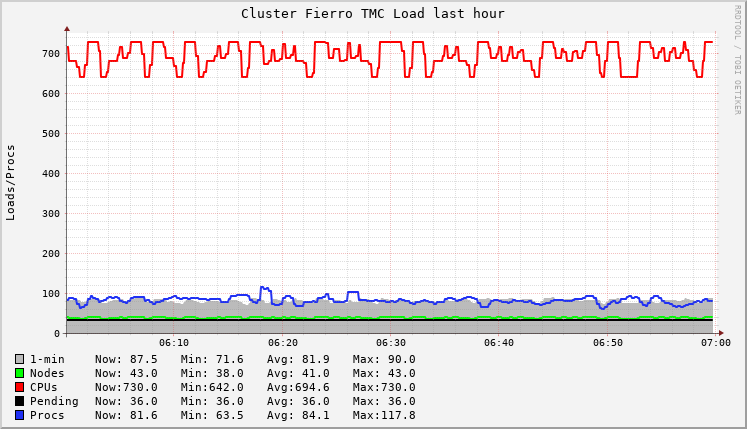 Cluster Fierro TMC Load last hour
RRDTOOL / TOBI OETIKER
Loads/Procs
700
600
500
400
300
200
100
0
06:10 06:20 06:30 06:40 06:50 07:00
1-min Now: 87.5 Min: 71.6 Avg: 81.9 Max: 90.0
Nodes Now: 43.0 Min: 38.0 Avg: 41.0 Max: 43.0
CPUs Now:730.0 Min:642.0 Avg:694.6 Max:730.0
Pending Now: 36.0 Min: 36.0 Avg: 36.0 Max: 36.0
Procs Now: 81.6 Min: 63.5 Avg: 84.1 Max:117.8